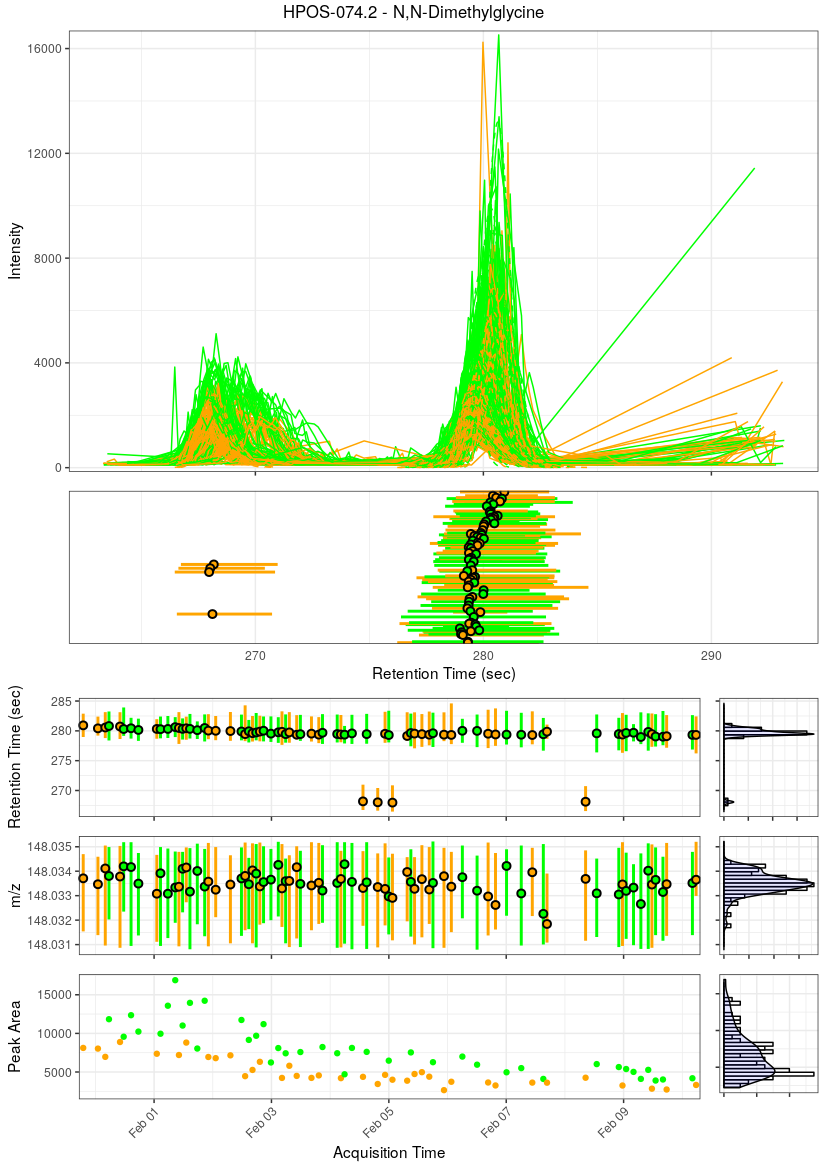 HPOS-074.2 - N,N-Dimethylglycine
16000
12000
8000
4000
0
Intensity
270
280
290
Retention Time (sec)
285
280
275
270
Retention Time (sec)
148.035
148.034
148.033
148.032
148.031
m/z
15000
10000
5000
Peak Area
Feb 01
Feb 03
Feb 05
Feb 07
Feb 09
Acquisition Time